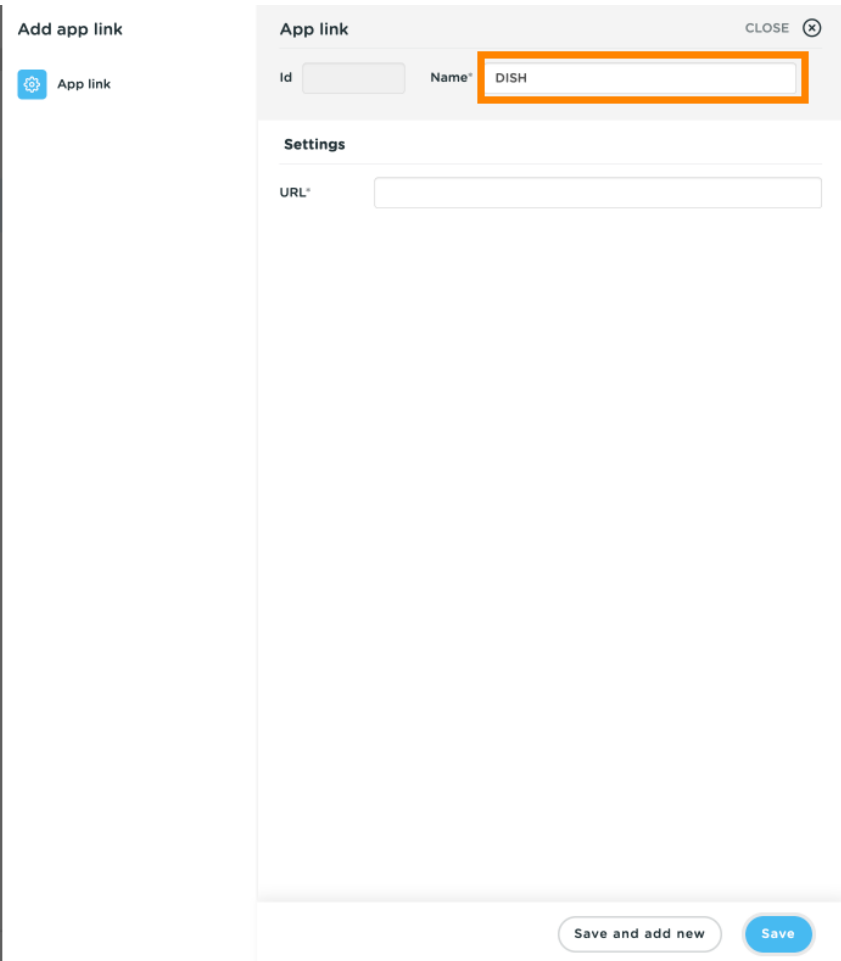 Add app link
App link
App link
CLOSE
Id
Name*
DISH
Settings
URL*
Save and add new
Save